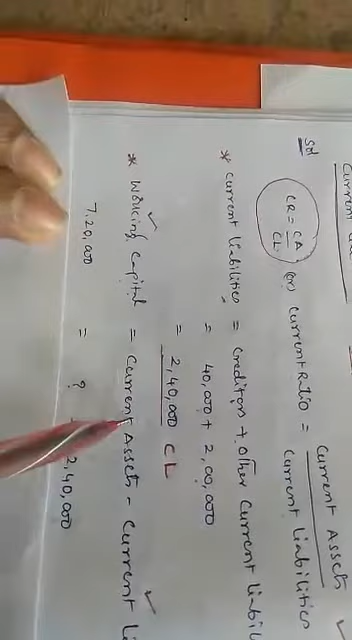 Current
Sol
CR = CA/CL (or) Current Ratio = Current Assets
Current Liabilities
* Current liabilities = Creditors + Other Current liabil
= 40,000 + 2,00,000
= 2,40,000 CL
* Working Capital = Current Assets - Current Li
7,20,000 = ? 2,40,000